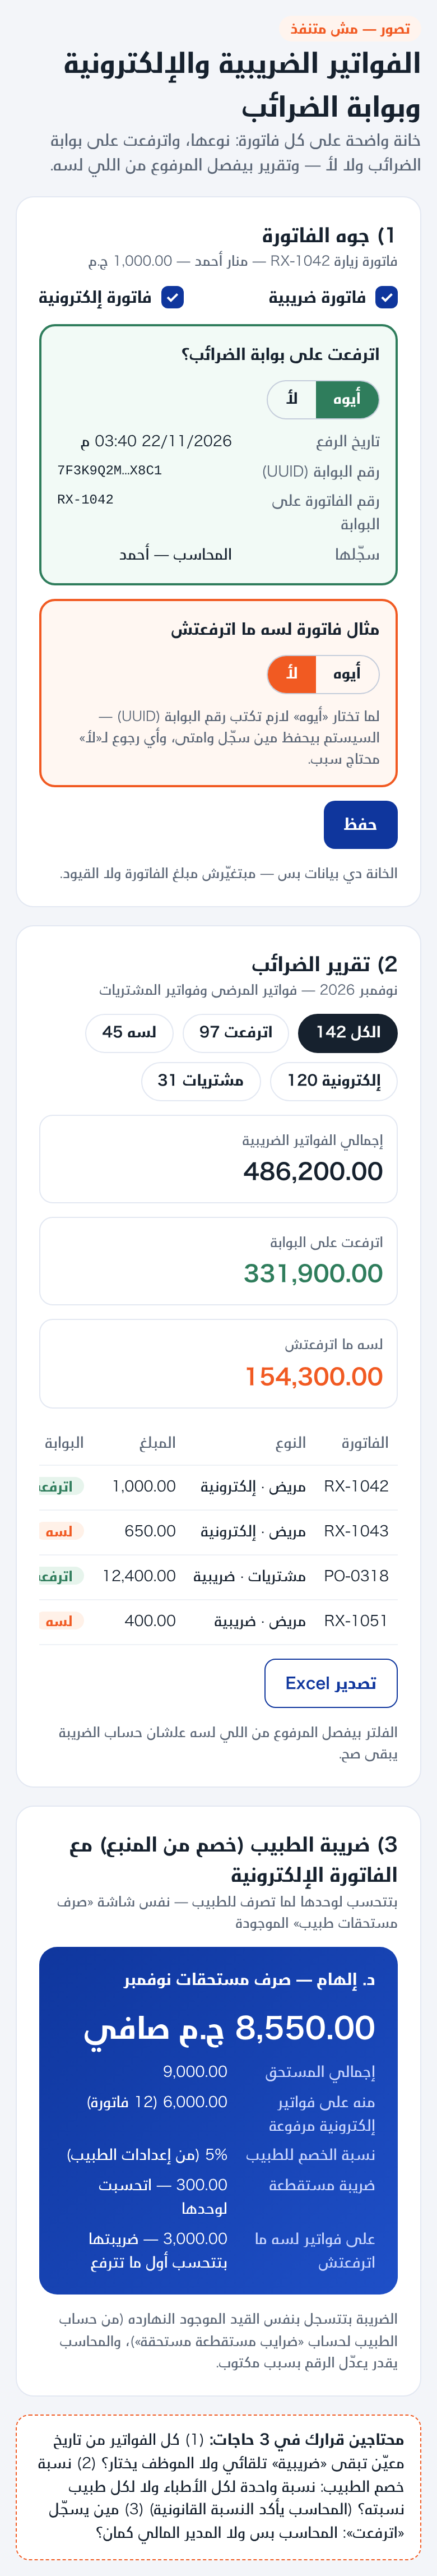 تصور — مش متنفذ
الفواتير الضريبية والإلكترونية
وبوابة الضرائب
خانة واضحة على كل فاتورة: نوعها، واترفعت على بوابة
الضرائب ولا لأ — وتقرير بيفصل المرفوع من اللي لسه.
1) جوه الفاتورة
فاتورة زيارة RX-1042 — منار أحمد — 1,000.00 ج.م
فاتورة ضريبية
فاتورة إلكترونية
اترفعت على بوابة الضرائب؟
أيوه
لأ
تاريخ الرفع 22/11/2026 03:40 م
رقم البوابة (UUID) 7F3K9Q2M…X8C1
رقم الفاتورة على RX-1042
البوابة
سجّلها المحاسب — أحمد
مثال فاتورة لسه ما اترفعتش
أيوه
لأ
لما تختار «أيوه» لازم تكتب رقم البوابة (UUID) —
السيستم بيحفظ مين سجّل وامتى، وأي رجوع لـ«لأ»
محتاج سبب.
حفظ
الخانة دي بيانات بس — مبتغيّرش مبلغ الفاتورة ولا القيود.
2) تقرير الضرائب
نوفمبر 2026 — فواتير المرضى وفواتير المشتريات
الكل 142
اترفعت 97
لسه 45
إلكترونية 120
مشتريات 31
إجمالي الفواتير الضريبية
486,200.00
اترفعت على البوابة
331,900.00
لسه ما اترفعتش
154,300.00
الفاتورة النوع المبلغ البوابة
RX-1042 مريض · إلكترونية 1,000.00
RX-1043 مريض · إلكترونية 650.00 لسه
PO-0318 مشتريات · ضريبية 12,400.00
RX-1051 مريض · ضريبية 400.00 لسه
تصدير Excel
الفلتر بيفصل المرفوع من اللي لسه علشان حساب الضريبة
يبقى صح.
3) ضريبة الطبيب (خصم من المنبع) مع
الفاتورة الإلكترونية
بتتحسب لوحدها لما تصرف للطبيب — نفس شاشة «صرف
مستحقات طبيب» الموجودة
د. إلهام — صرف مستحقات نوفمبر
8,550.00 ج.م صافي
إجمالي المستحق 9,000.00
منه على فواتير 6,000.00 (12 فاتورة)
إلكترونية مرفوعة
نسبة الخصم للطبيب 5% (من إعدادات الطبيب)
ضريبة مستقطعة 300.00 — اتحسبت
لوحدها
على فواتير لسه ما 3,000.00 — ضريبتها
اترفعتش بتتحسب أول ما تترفع
الضريبة بتتسجل بنفس القيد الموجود النهارده (من حساب
الطبيب لحساب «ضرايب مستقطعة مستحقة»)، والمحاسب
يقدر يعدّل الرقم بسبب مكتوب.
محتاجين قرارك في 3 حاجات: (1) كل الفواتير من تاريخ
معيّن تبقى «ضريبية» تلقائي ولا الموظف يختار؟ (2) نسبة
خصم الطبيب: نسبة واحدة لكل الأطباء ولا لكل طبيب
نسبته؟ (المحاسب يأكد النسبة القانونية) (3) مين يسجّل
«اترفعت»: المحاسب بس ولا المدير المالي كمان؟